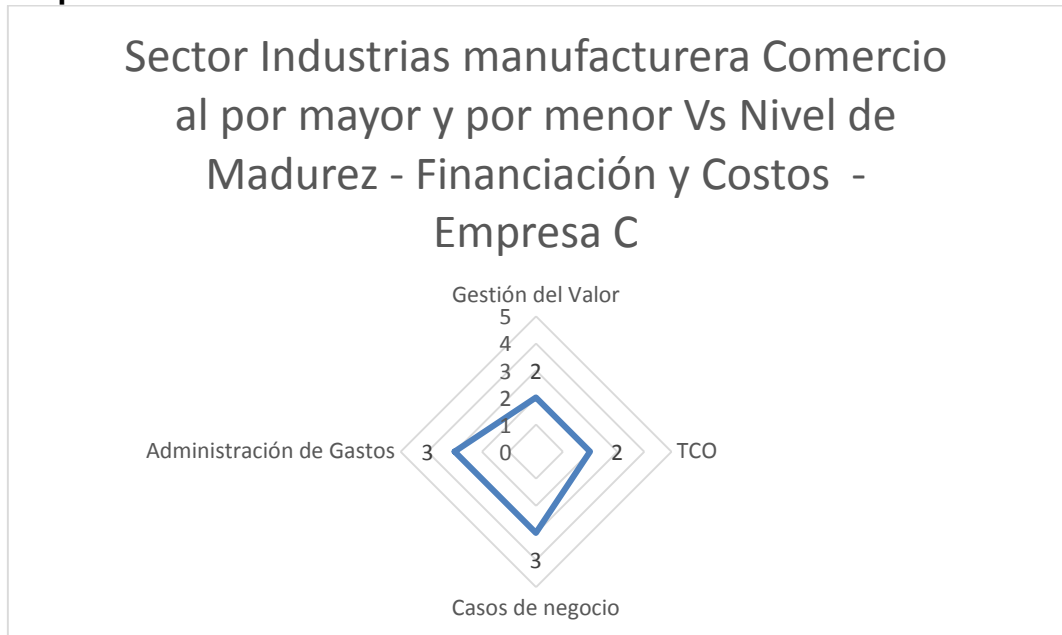 Sector Industrias manufacturera Comercio
al por mayor y por menor Vs Nivel de
Madurez - Financiación y Costos  -
Empresa C
Gestión del Valor
5
4
3 2
2
1
Administración de Gastos 3 0 2 TCO
3
Casos de negocio